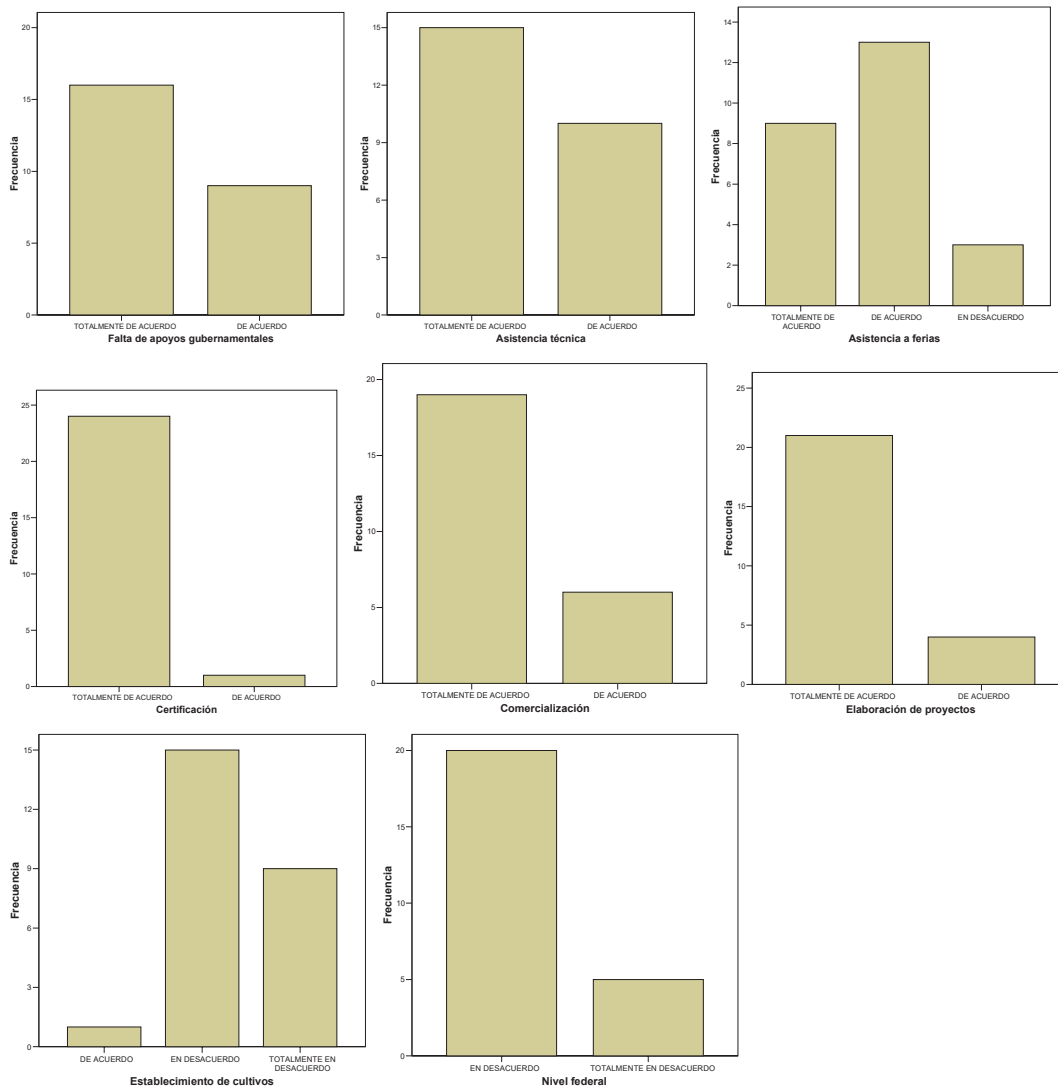 Frecuencia
20
15
10
5
0
TOTALMENTE DE ACUERDO
DE ACUERDO
Falta de apoyos gubernamentales
Frecuencia
15
12
9
6
3
0
TOTALMENTE DE ACUERDO
DE ACUERDO
Asistencia técnica
Frecuencia
14
12
10
8
6
4
2
0
TOTALMENTE DE
ACUERDO
DE ACUERDO
EN DESACUERDO
Asistencia a ferias
Frecuencia
25
20
15
10
5
0
TOTALMENTE DE ACUERDO
DE ACUERDO
Certificación
Frecuencia
20
15
10
5
0
TOTALMENTE DE ACUERDO
DE ACUERDO
Comercialización
Frecuencia
25
20
15
10
5
0
TOTALMENTE DE ACUERDO
DE ACUERDO
Elaboración de proyectos
Frecuencia
15
12
9
6
3
0
DE ACUERDO
EN DESACUERDO
TOTALMENTE EN
DESACUERDO
Establecimiento de cultivos
Frecuencia
20
15
10
5
0
EN DESACUERDO
TOTALMENTE EN DESACUERDO
Nivel federal